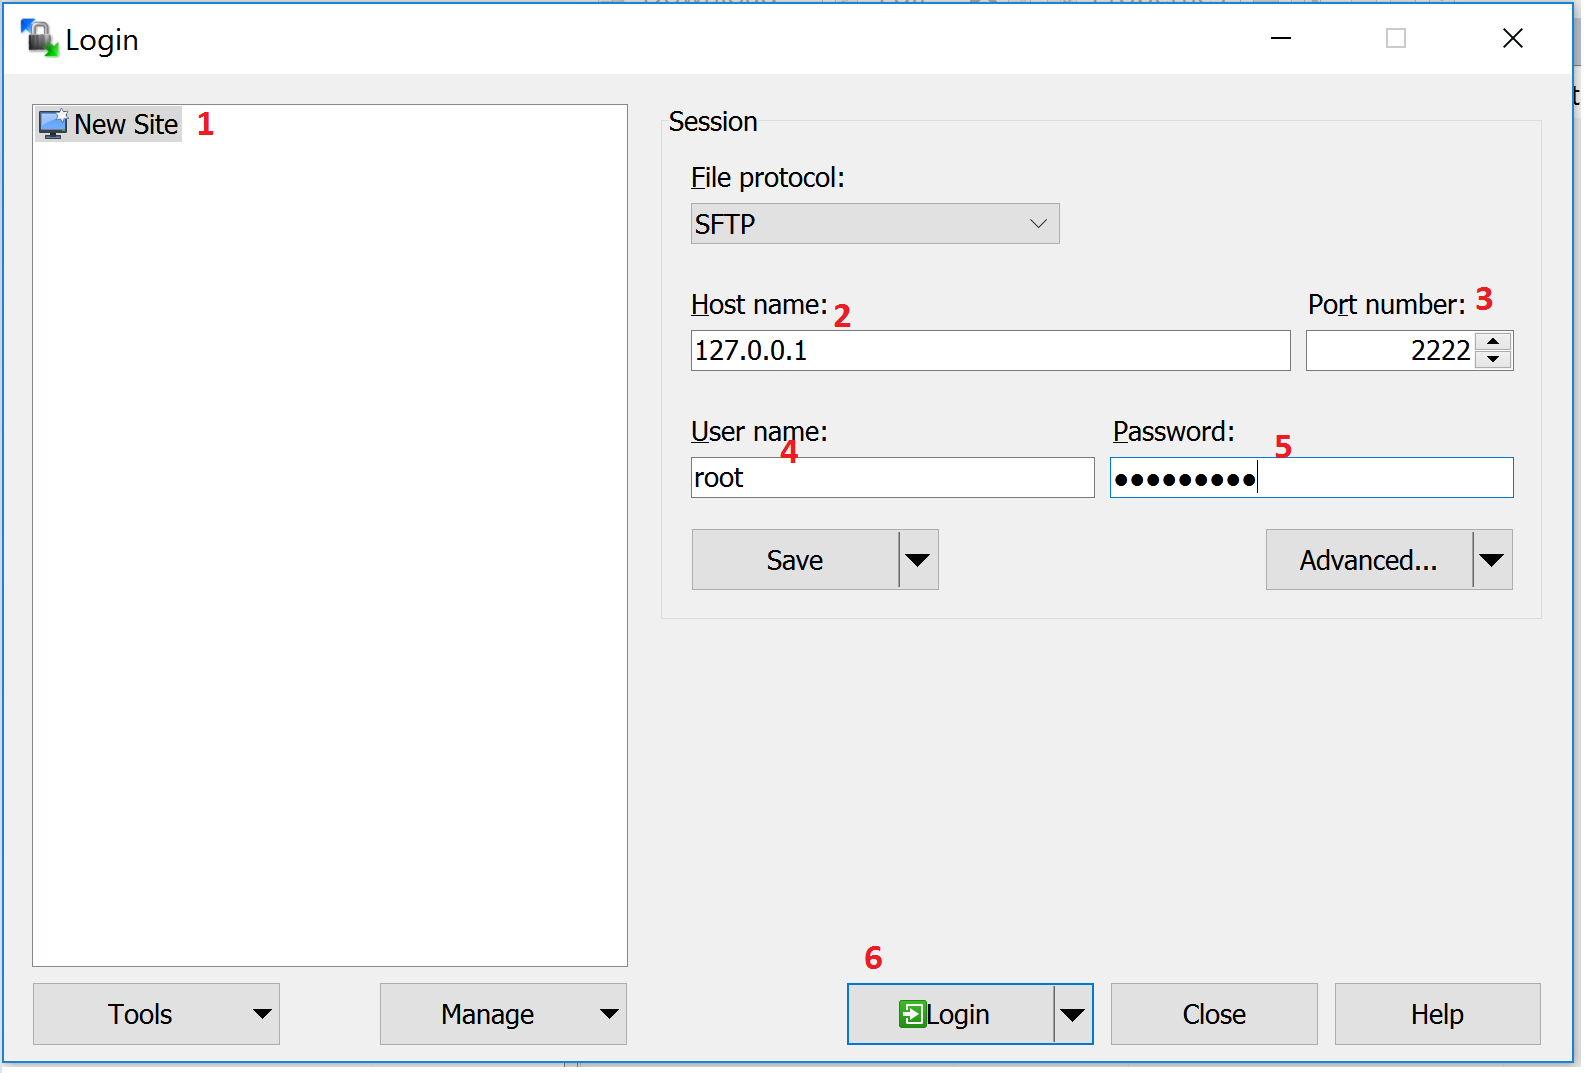 Login
New Site 1
Session
File protocol:
SFTP
Host name: 2
Port number: 3
127.0.0.1
2222
User name: 4
Password: 5
root
•••••••••
Save
Advanced...
6
Tools
Manage
Login
Close
Help